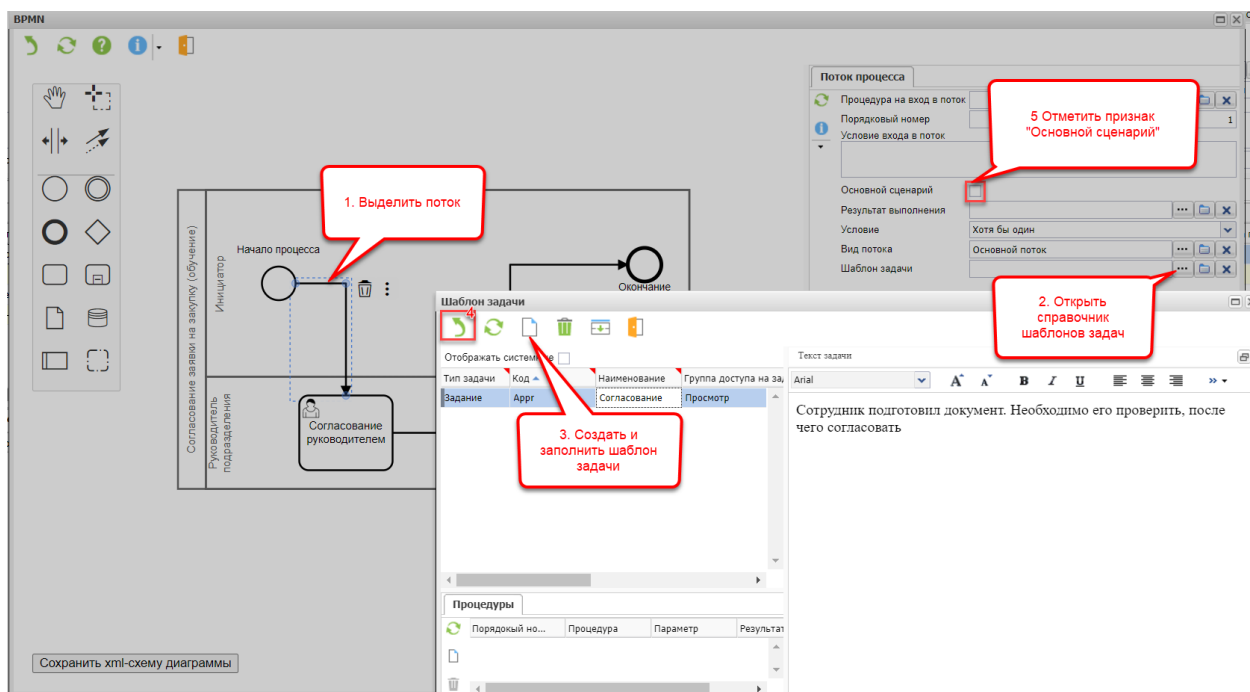 BPMN
Поток процесса
Процедура на вход в поток
Порядковый номер
1
Условие входа в поток
5 Отметить признак
"Основной сценарий"
Основной сценарий
Результат выполнения
Условие
Хотя бы один
Вид потока
Основной поток
Шаблон задачи
1. Выделить поток
Согласование заявки на закупку (обучение)
Инициатор
Начало процесса
Окончание
Руководитель
подразделения
Согласование
руководителем
2. Открыть
справочник
шаблонов задач
Шаблон задачи
4.
Отображать
Тип задачи
Код
Наименование
Группа доступа на за
Задание
Appr
Согласование
Просмотр
3. Создать и
заполнить шаблон
задачи
Текст задачи
Arial
A
A
B
I
U
Сотрудник подготовил документ. Необходимо его проверить, после
чего согласовать
Процедуры
Порядокый но...
Процедура
Параметр
Результат
Сохранить xml-схему диаграммы